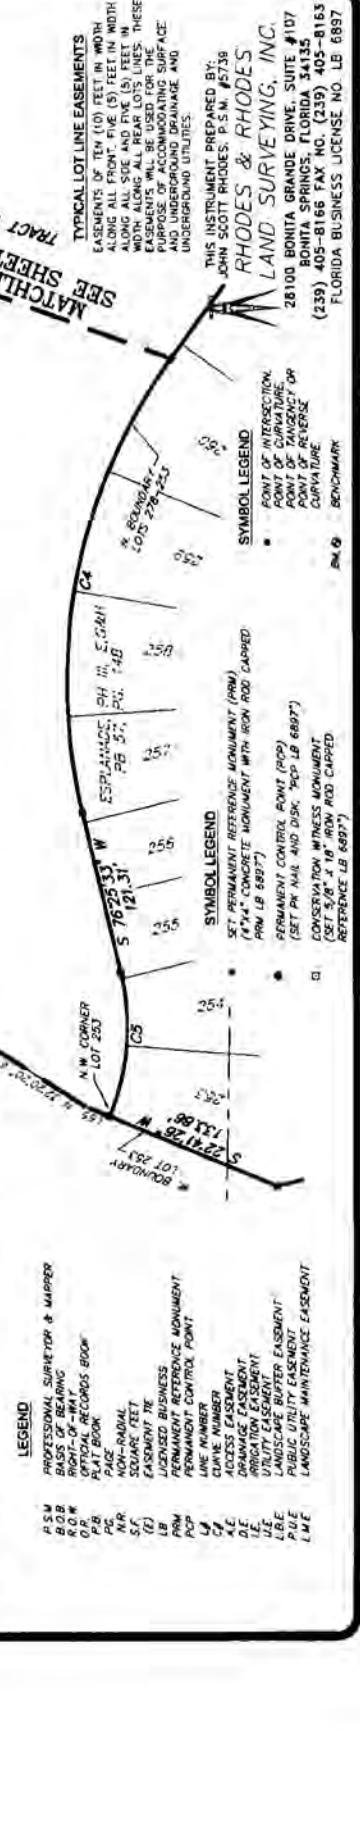 LEGEND
P.S.M PROFESSIONAL SURVEYOR & MAPPER
B.O.B. BASIS OF BEARING
R.O.W. RIGHT-OF-WAY
O.R. OFFICIAL RECORDS BOOK
P.B. PLAT BOOK
PG. PAGE
N.R. NON-RADIAL
S.F. SQUARE FEET
(E) EASEMENT TIE
LB LICENSED BUSINESS
PRM PERMANENT REFERENCE MONUMENT
PCP PERMANENT CONTROL POINT
L# LINE NUMBER
C# CURVE NUMBER
A.E. ACCESS EASEMENT
D.E. DRAINAGE EASEMENT
I.E. IRRIGATION EASEMENT
U.E. UTILITY EASEMENT
L.B.E. LANDSCAPE BUFFER EASEMENT
P.U.E PUBLIC UTILITY EASEMENT
L.M.E LANDSCAPE MAINTENANCE EASEMENT
N.W. CORNER
LOT 253
BOUNDARY
LOT 253
S 22°41'26" W
133.86'
C5
S 76°25'33" W
121.31'
253
254
255
255
257
258
259
260
ESPLANADE, PH III,
PB 57, PG.
C4
N. BOUNDARY
LOTS 276-253
MATCHL
SEE SHEE
TRACT
SYMBOL LEGEND
SET PERMANENT REFERENCE MONUMENT (PRM)
(4"X4" CONCRETE MONUMENT WITH IRON ROD CAPPED
PRM LB 6897")
PERMANENT CONTROL POINT (PCP)
(SET PK NAIL AND DISK, "PCP LB 6897")
CONSERVATION WITNESS MONUMENT
(SET 5/8" X 18" IRON ROD CAPPED
REFERENCE LB 6897")
SYMBOL LEGEND
POINT OF INTERSECTION,
POINT OF CURVATURE,
POINT OF TANGENCY OR
POINT OF REVERSE
CURVATURE
BM. BENCHMARK
TYPICAL LOT LINE EASEMENTS
EASEMENTS OF TEN (10) FEET IN WIDTH
ALONG ALL FRONT, FIVE (5) FEET IN WIDTH
ALONG ALL SIDE AND FIVE (5) FEET IN
WIDTH ALONG ALL REAR LOTS LINES. THESE
EASEMENTS WILL BE USED FOR THE
PURPOSE OF ACCOMMODATING SURFACE
AND UNDERGROUND DRAINAGE AND
UNDERGROUND UTILITIES.
THIS INSTRUMENT PREPARED BY:
JOHN SCOTT RHODES, P.S.M. #5739
RHODES & RHODES
LAND SURVEYING, INC.
28100 BONITA GRANDE DRIVE, SUITE #107
BONITA SPRINGS, FLORIDA 34135
(239) 405-8166 FAX NO. (239) 405-8163
FLORIDA BUSINESS LICENSE NO. LB 6897